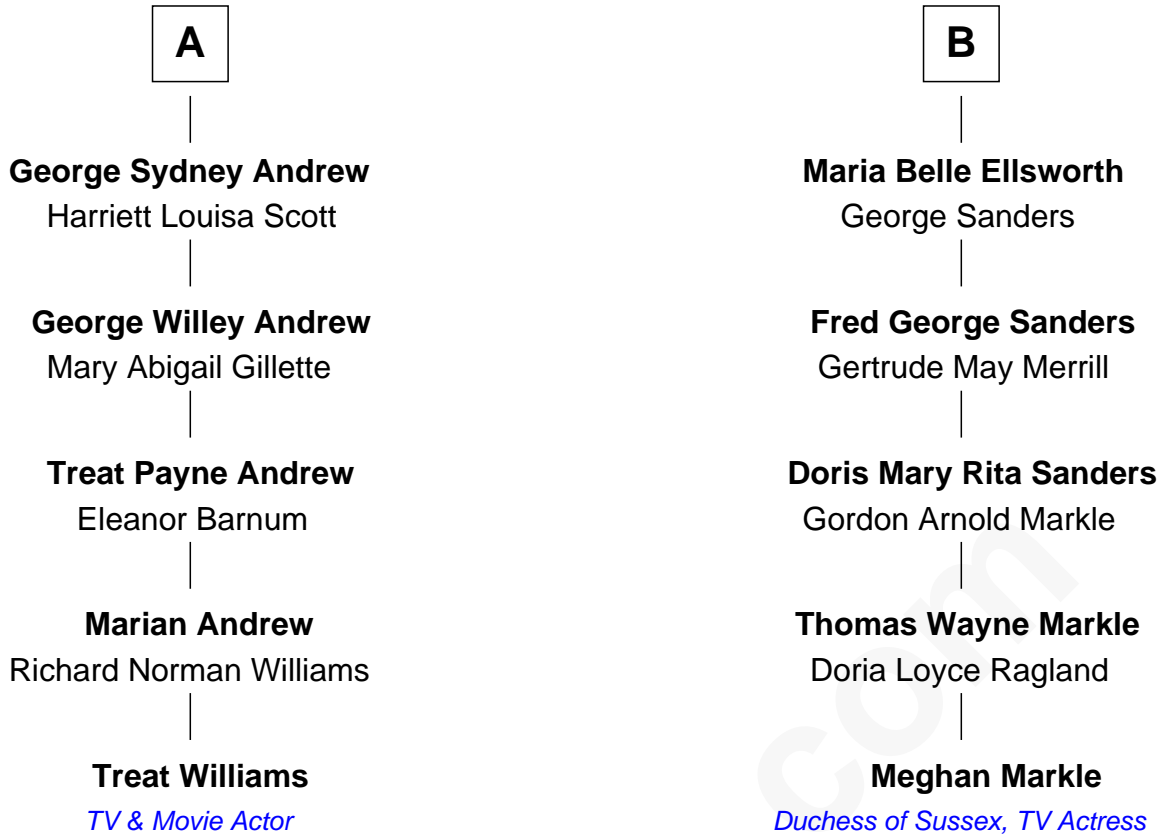 A
George Sydney Andrew
Harriett Louisa Scott
George Willey Andrew
Mary Abigail Gillette
Treat Payne Andrew
Eleanor Barnum
Marian Andrew
Richard Norman Williams
Treat Williams
TV & Movie Actor
B
Maria Belle Ellsworth
George Sanders
Fred George Sanders
Gertrude May Merrill
Doris Mary Rita Sanders
Gordon Arnold Markle
Thomas Wayne Markle
Doria Loyce Ragland
Meghan Markle
Duchess of Sussex, TV Actress
com